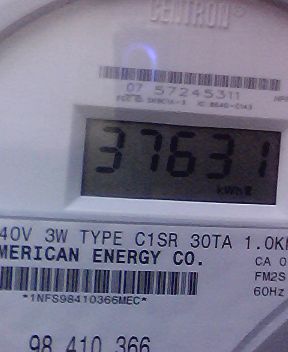 CENTRON®
07 57245311
37631
kWh
40V 3W TYPE C1SR 30TA 1.0K
MERICAN ENERGY CO.
CA 0
FM2S
60Hz
*1NFS98410366MEC*
98 410 366